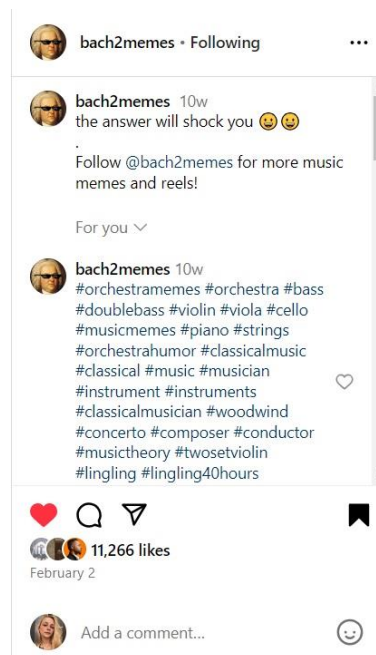 bach2memes • Following
bach2memes 10w
the answer will shock you 😀😀
.
Follow @bach2memes for more music
memes and reels!
For you
bach2memes 10w
#orchestramemes #orchestra #bass
#doublebass #violin #viola #cello
#musicmemes #piano #strings
#orchestrahumor #classicalmusic
#classical #music #musician
#instrument #instruments
#classicalmusician #woodwind
#concerto #composer #conductor
#musictheory #twosetviolin
#lingling #lingling40hours
11,266 likes
February 2
Add a comment...